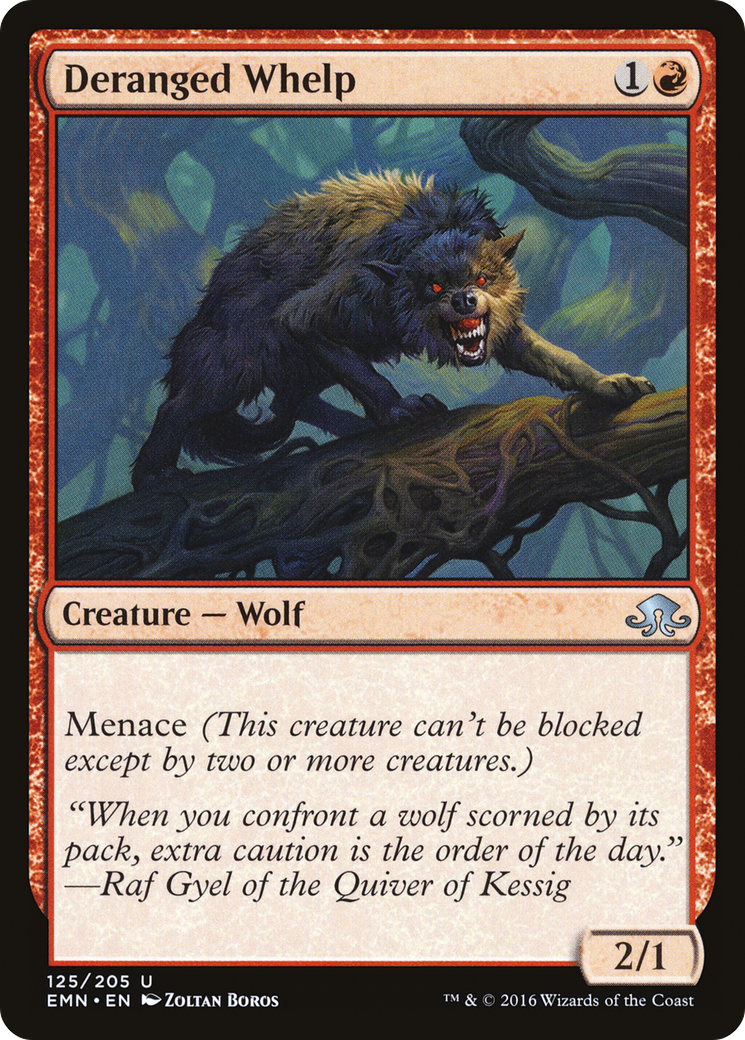 Deranged Whelp 1
Creature — Wolf
Menace (This creature can't be blocked
except by two or more creatures.)
“When you confront a wolf scorned by its
pack, extra caution is the order of the day.”
—Raf Gyel of the Quiver of Kessig
2/1
125/205 U
EMN • EN Zoltan Boros
™ & © 2016 Wizards of the Coast